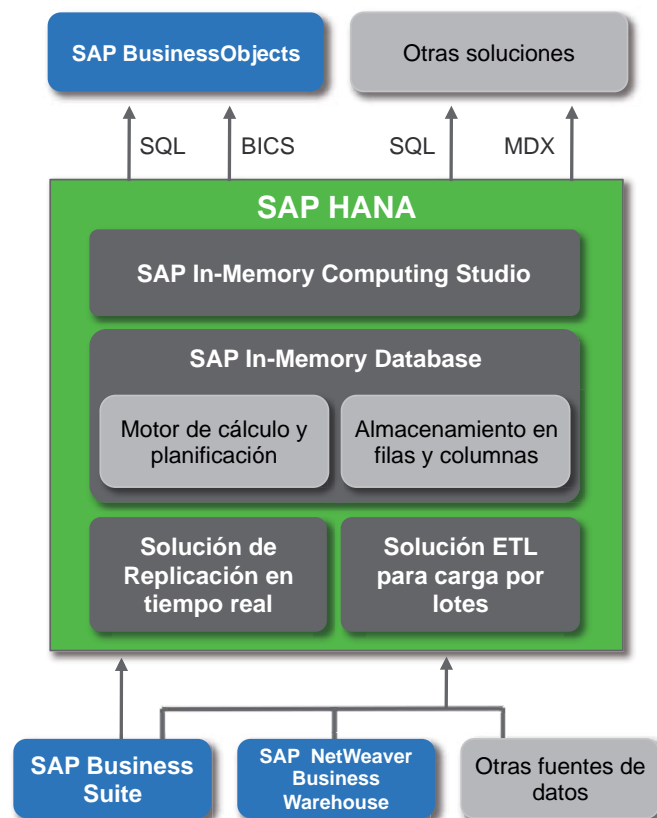 SAP BusinessObjects
Otras soluciones
SQL
BICS
SQL
MDX
SAP HANA
SAP In-Memory Computing Studio
SAP In-Memory Database
Motor de cálculo y
planificación
Almacenamiento en
filas y columnas
Solución de
Replicación en
tiempo real
Solución ETL
para carga por
lotes
SAP Business
Suite
SAP NetWeaver
Business
Warehouse
Otras fuentes de
datos